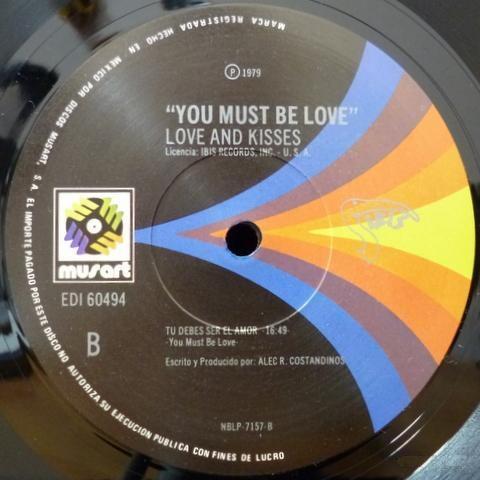 MARCA REGISTRADA HECHO EN MEXICO POR DISCOS MUSART, S.A. EL IMPORTE PAGADO POR ESTE DISCO NO AUTORIZA SU EJECUCION PUBLICA CON FINES DE LUCRO
Ⓟ 1979
"YOU MUST BE LOVE"
LOVE AND KISSES
Licencia: IBIS RECORDS, INC. - U. S. A.
musart
EDI 60494
B
TU DEBES SER EL AMOR -16:49-
-You Must Be Love-
Escrito y Producido por: ALEC R. COSTANDINOS
NBLP-7157-B